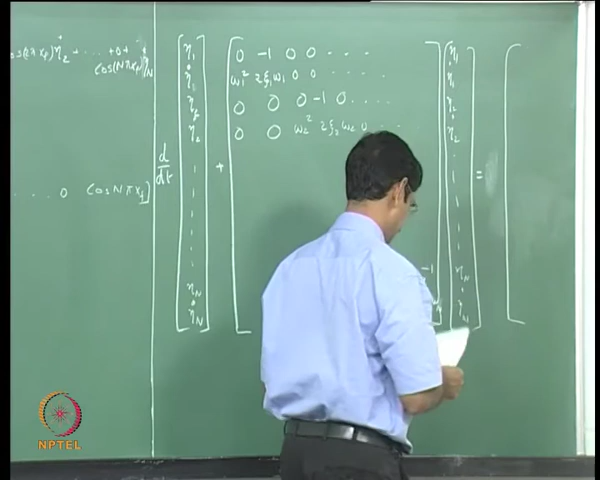 cos(2πx_f) η̇₂ + ··· + 0 +
cos(Nπx_f) η̇_N
··· 0 cos Nπx_f]
d/dt
η₁
η̇₁
η₂
η̇₂
η_N
η̇_N
+
0 -1 0 0 ···
ω₁² 2ξ₁ω₁ 0 0 ····
0 0 0 -1 0 ····
0 0 ω₂² 2ξ₂ω₂ 0 ···
-1
η₁
η̇₁
η₂
η̇₂
η_N
η̇_N
=
NPTEL